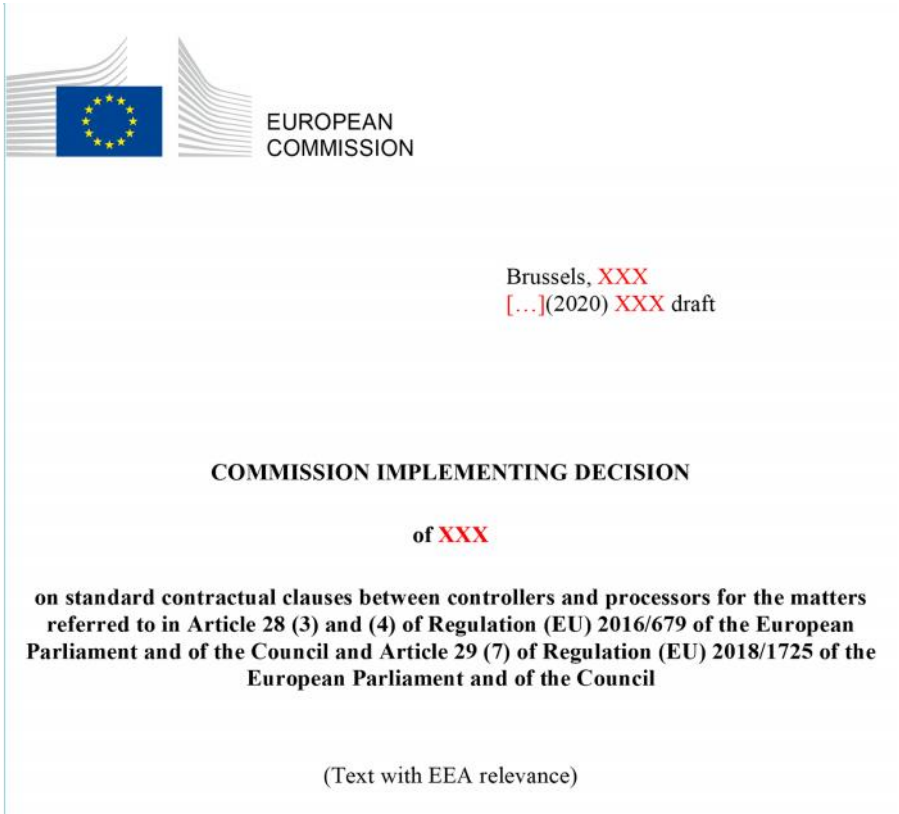 EUROPEAN
COMMISSION
Brussels, XXX
[…](2020) XXX draft
COMMISSION IMPLEMENTING DECISION
of XXX
on standard contractual clauses between controllers and processors for the matters
referred to in Article 28 (3) and (4) of Regulation (EU) 2016/679 of the European
Parliament and of the Council and Article 29 (7) of Regulation (EU) 2018/1725 of the
European Parliament and of the Council
(Text with EEA relevance)